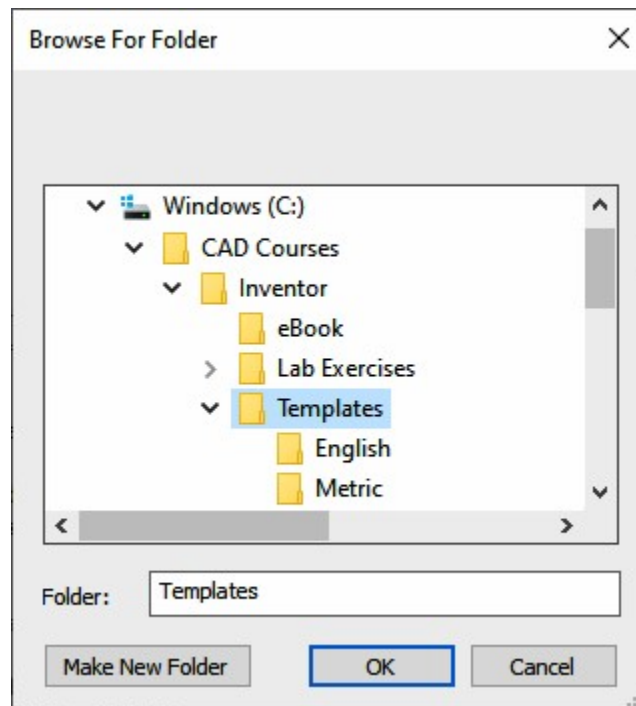 Browse For Folder
Windows (C:)
CAD Courses
Inventor
eBook
Lab Exercises
Templates
English
Metric
Folder: Templates
Make New Folder OK Cancel